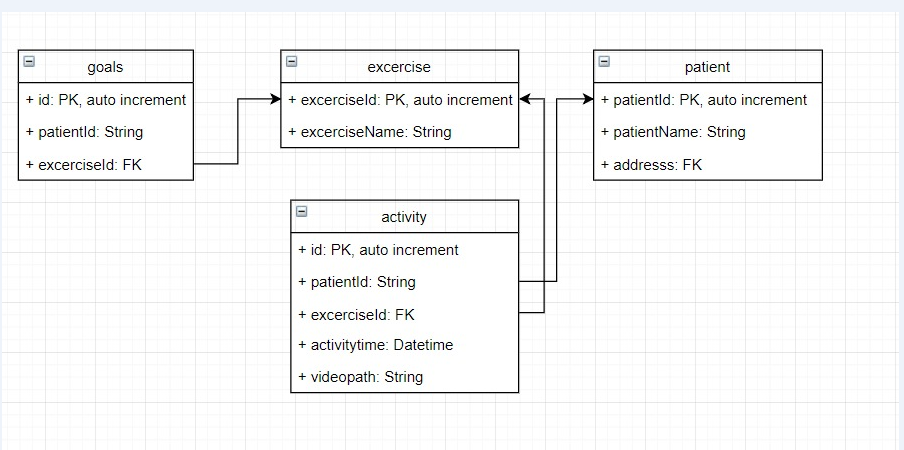 goals
+ id: PK, auto increment
+ patientId: String
+ excerciseId: FK
excercise
+ excerciseId: PK, auto increment
+ excerciseName: String
patient
+ patientId: PK, auto increment
+ patientName: String
+ addresss: FK
activity
+ id: PK, auto increment
+ patientId: String
+ excerciseId: FK
+ activitytime: Datetime
+ videopath: String